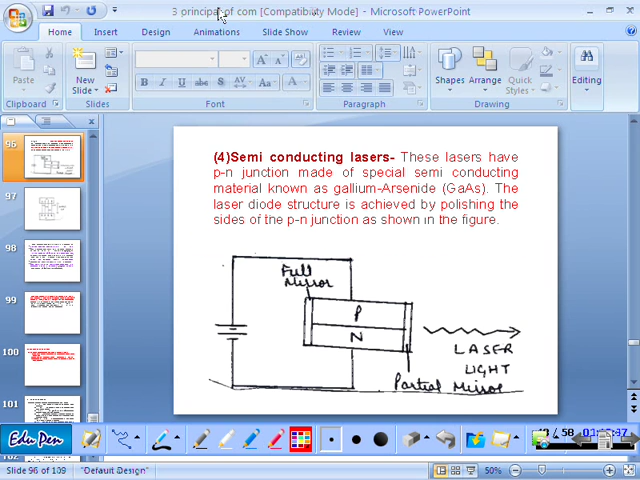 3 principal of com [Compatibility Mode] - Microsoft PowerPoint
Home Insert Design Animations Slide Show Review View
Paste
New Slides
Shapes Arrange Quick Styles
Editing
Clipboard Slides Font Paragraph Drawing
96
(4)Semi conducting lasers- These lasers have
p-n junction made of special semi conducting
material known as gallium-Arsenide (GaAs). The
laser diode structure is achieved by polishing the
sides of the p-n junction as shown in the figure.
97
98
99
100
101
Full
Mirror
P
N
LASER
LIGHT
Partial Mirror
Edu Pen
Slide 96 of 139 "Default Design" 50%